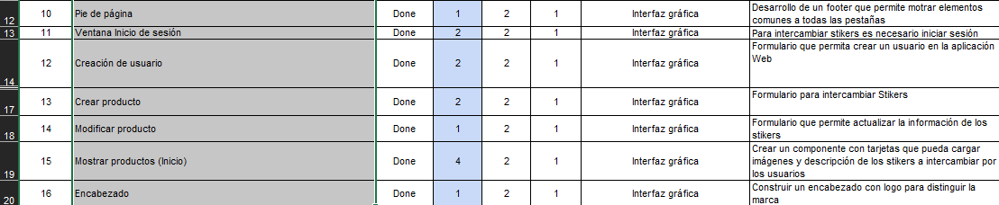 12 10 Pie de página Done 1 2 1 Interfaz gráfica Desarrollo de un footer que permite motrar elementos
comunes a todas las pestañas
13 11 Ventana Inicio de sesión Done 2 2 1 Interfaz gráfica Para intercambiar stikers es necesario iniciar sesión
14 12 Creación de usuario Done 2 2 1 Interfaz gráfica Formulario que permita crear un usuario en la aplicación
Web
17 13 Crear producto Done 2 2 1 Interfaz gráfica Formulario para intercambiar Stikers
18 14 Modificar producto Done 1 2 1 Interfaz gráfica Formulario que permite actualizar la información de los
stikers
19 15 Mostrar productos (Inicio) Done 4 2 1 Interfaz gráfica Crear un componente con tarjetas que pueda cargar
imágenes y descripción de los stikers a intercambiar por
los usuarios
20 16 Encabezado Done 1 2 1 Interfaz gráfica Construir un encabezado con logo para distinguir la
marca